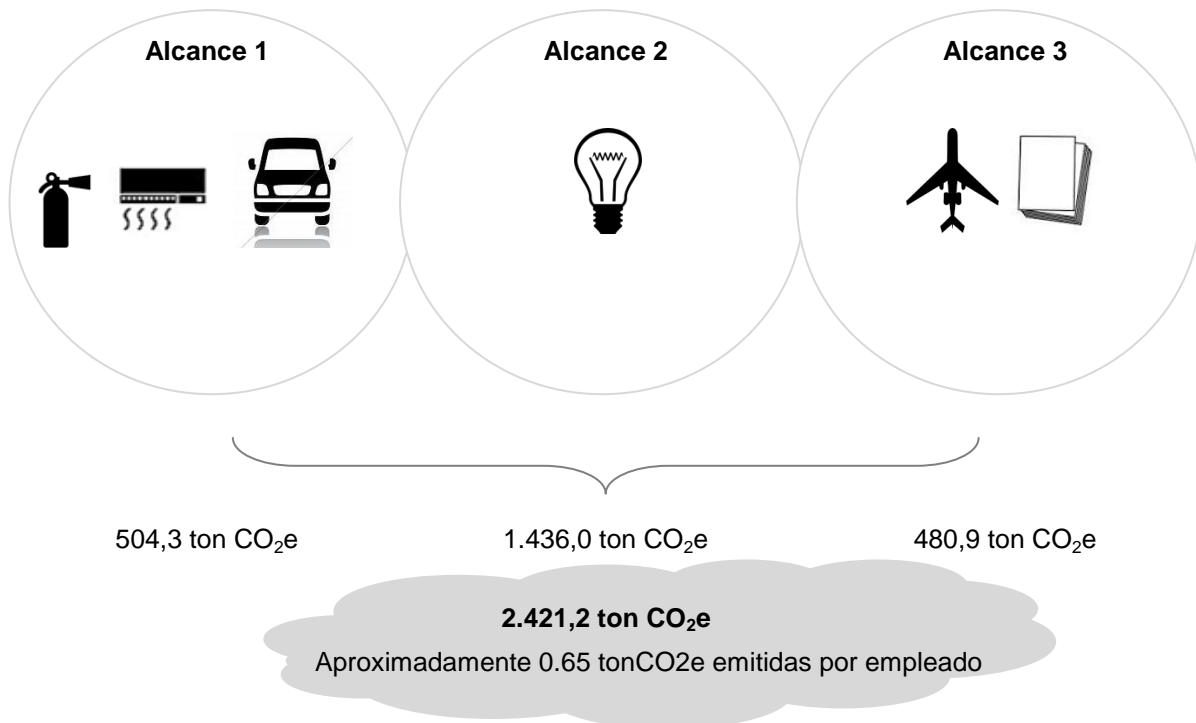 Alcance 1
Alcance 2
Alcance 3
504,3 ton CO₂e
1.436,0 ton CO₂e
480,9 ton CO₂e
2.421,2 ton CO₂e
Aproximadamente 0.65 tonCO2e emitidas por empleado